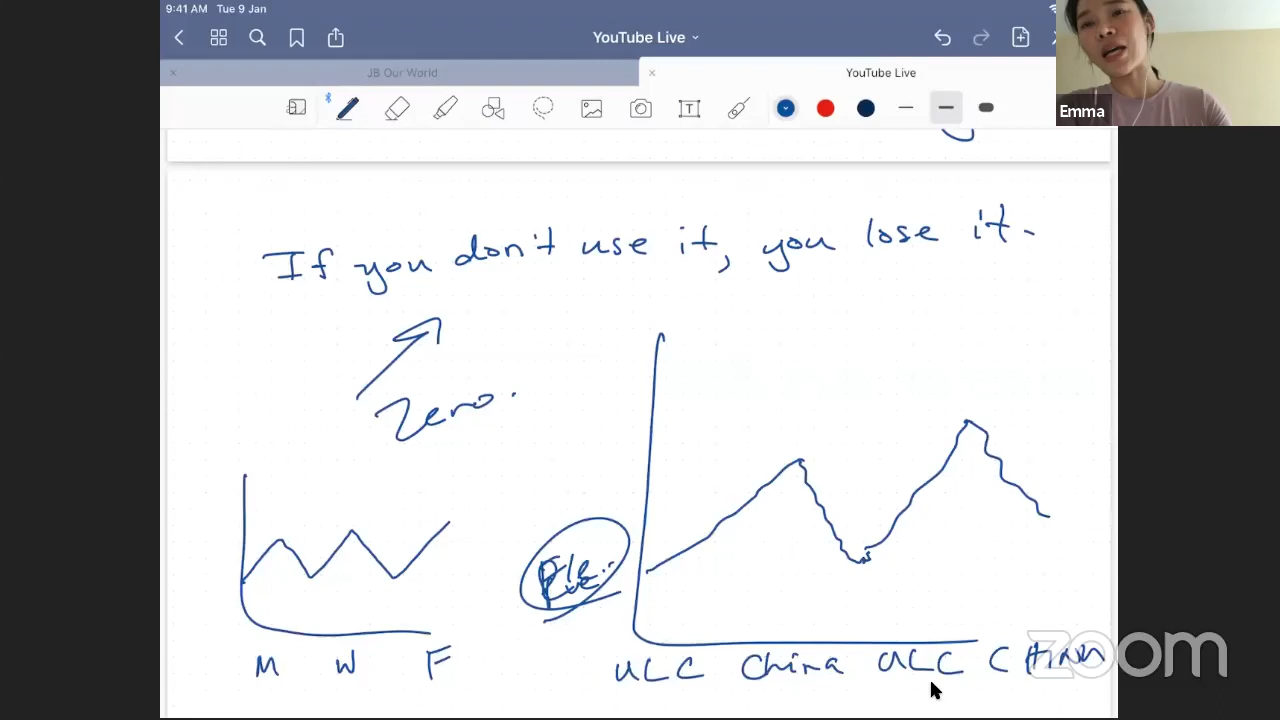 9:41 AM Tue 9 Jan
YouTube Live
JB Our World
YouTube Live
Emma
If you don't use it, you lose it.
Zero.
M W F
ULC China ULC CHINA
zoom